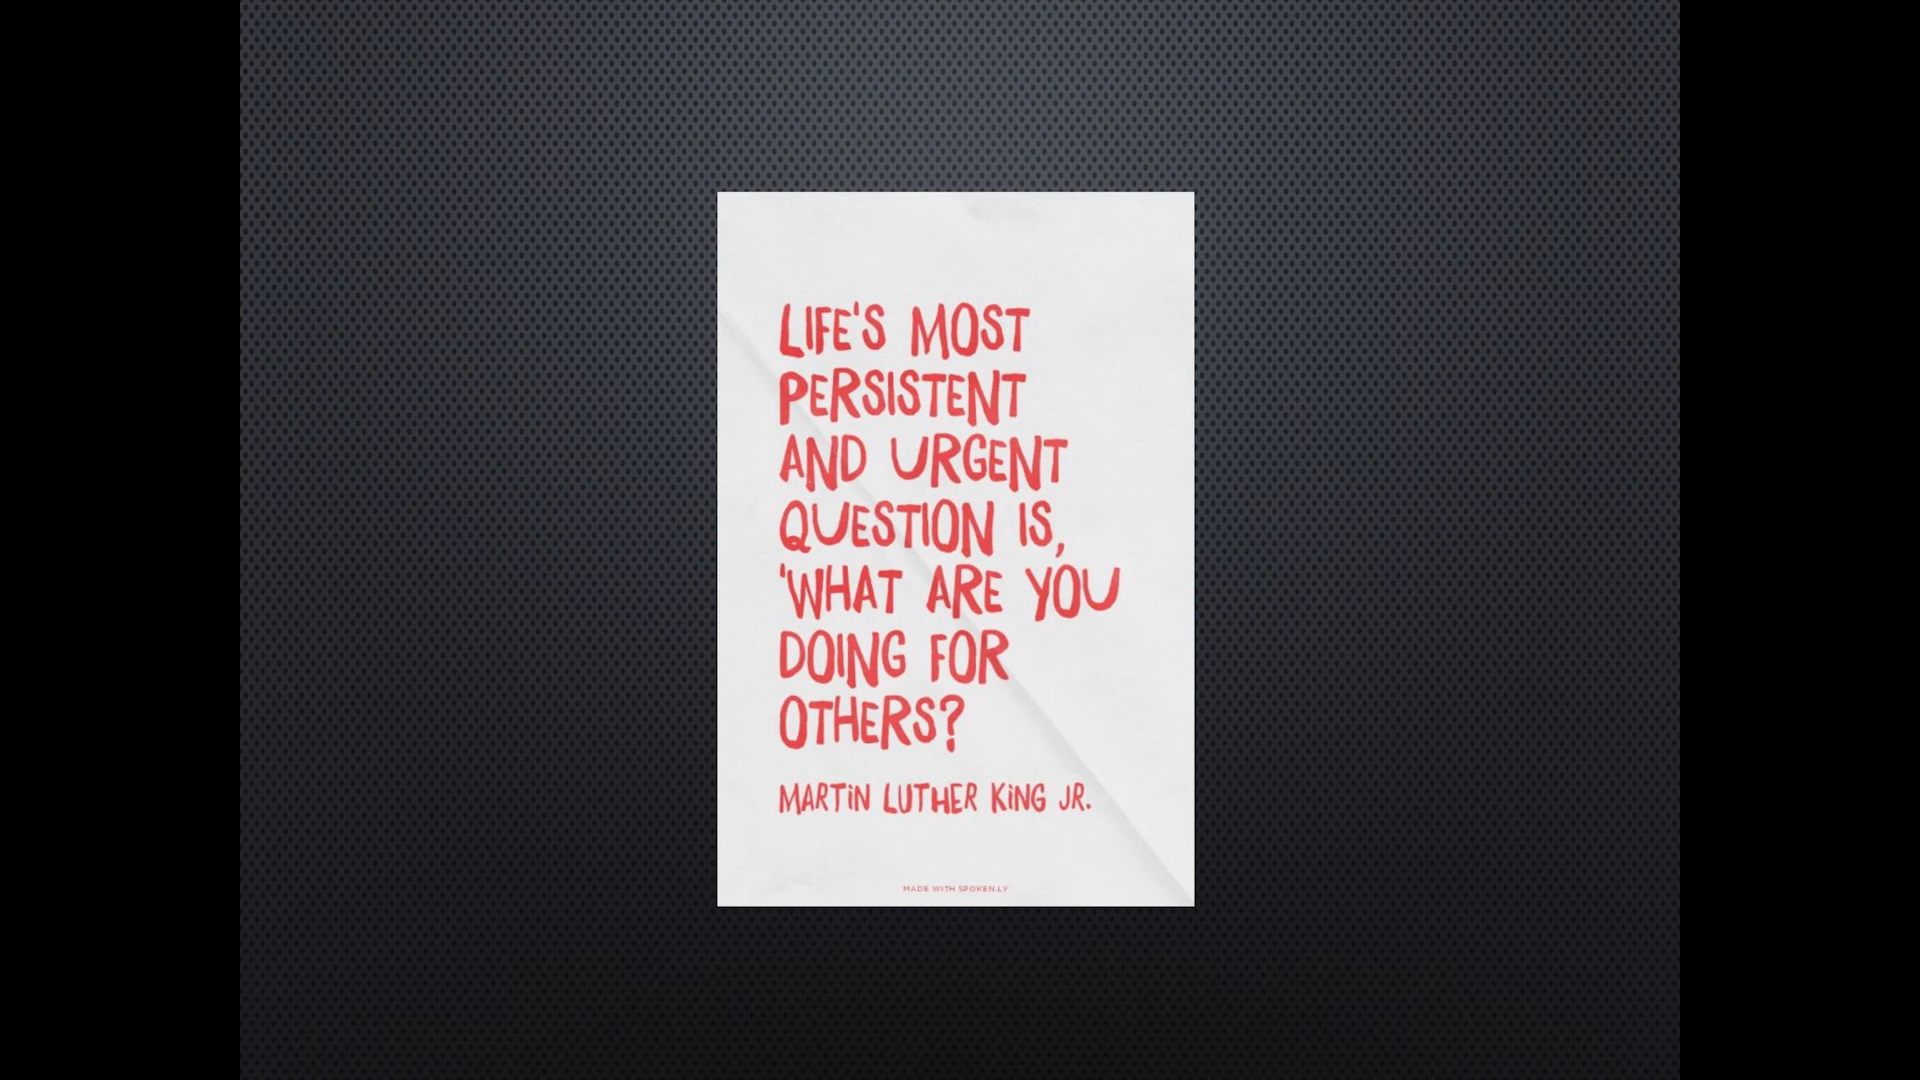 LIFE'S MOST
PERSISTENT
AND URGENT
QUESTION IS,
'WHAT ARE YOU
DOING FOR
OTHERS?
MARTIN LUTHER KING JR.
MADE WITH SPOKEN.LY